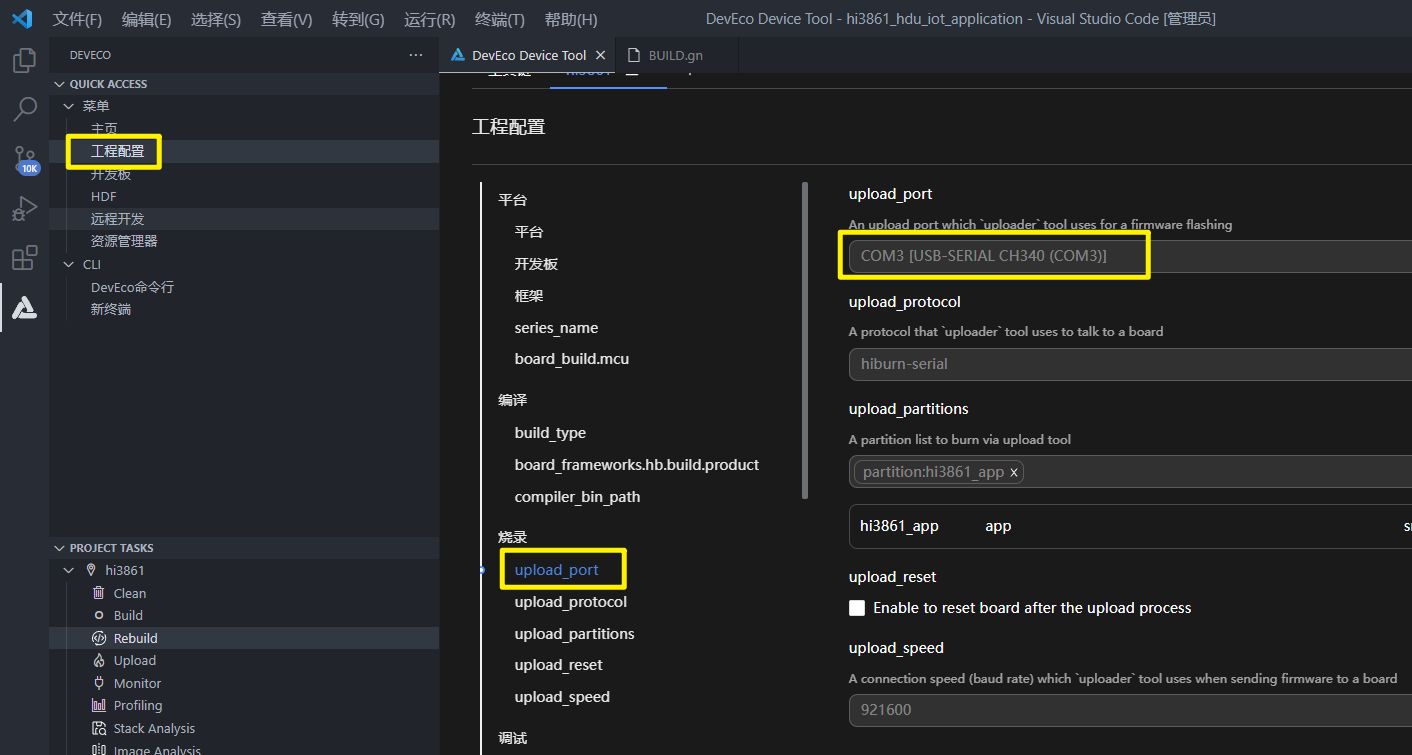 文件(F) 编辑(E) 选择(S) 查看(V) 转到(G) 运行(R) 终端(T) 帮助(H) DevEco Device Tool - hi3861_hdu_iot_application - Visual Studio Code [管理员]
DEVECO ···
QUICK ACCESS
菜单
主页
工程配置
开发板
HDF
远程开发
资源管理器
CLI
DevEco命令行
新终端
10K
PROJECT TASKS
hi3861
Clean
Build
Rebuild
Upload
Monitor
Profiling
Stack Analysis
Image Analysis
DevEco Device Tool BUILD.gn
hi3861
工程配置
平台
平台
开发板
框架
series_name
board_build.mcu
编译
build_type
board_frameworks.hb.build.product
compiler_bin_path
烧录
upload_port
upload_protocol
upload_partitions
upload_reset
upload_speed
调试
upload_port
An upload port which `uploader` tool uses for a firmware flashing
COM3 [USB-SERIAL CH340 (COM3)]
upload_protocol
A protocol that `uploader` tool uses to talk to a board
hiburn-serial
upload_partitions
A partition list to burn via upload tool
partition:hi3861_app x
hi3861_app app
upload_reset
Enable to reset board after the upload process
upload_speed
A connection speed (baud rate) which `uploader` tool uses when sending firmware to a board
921600